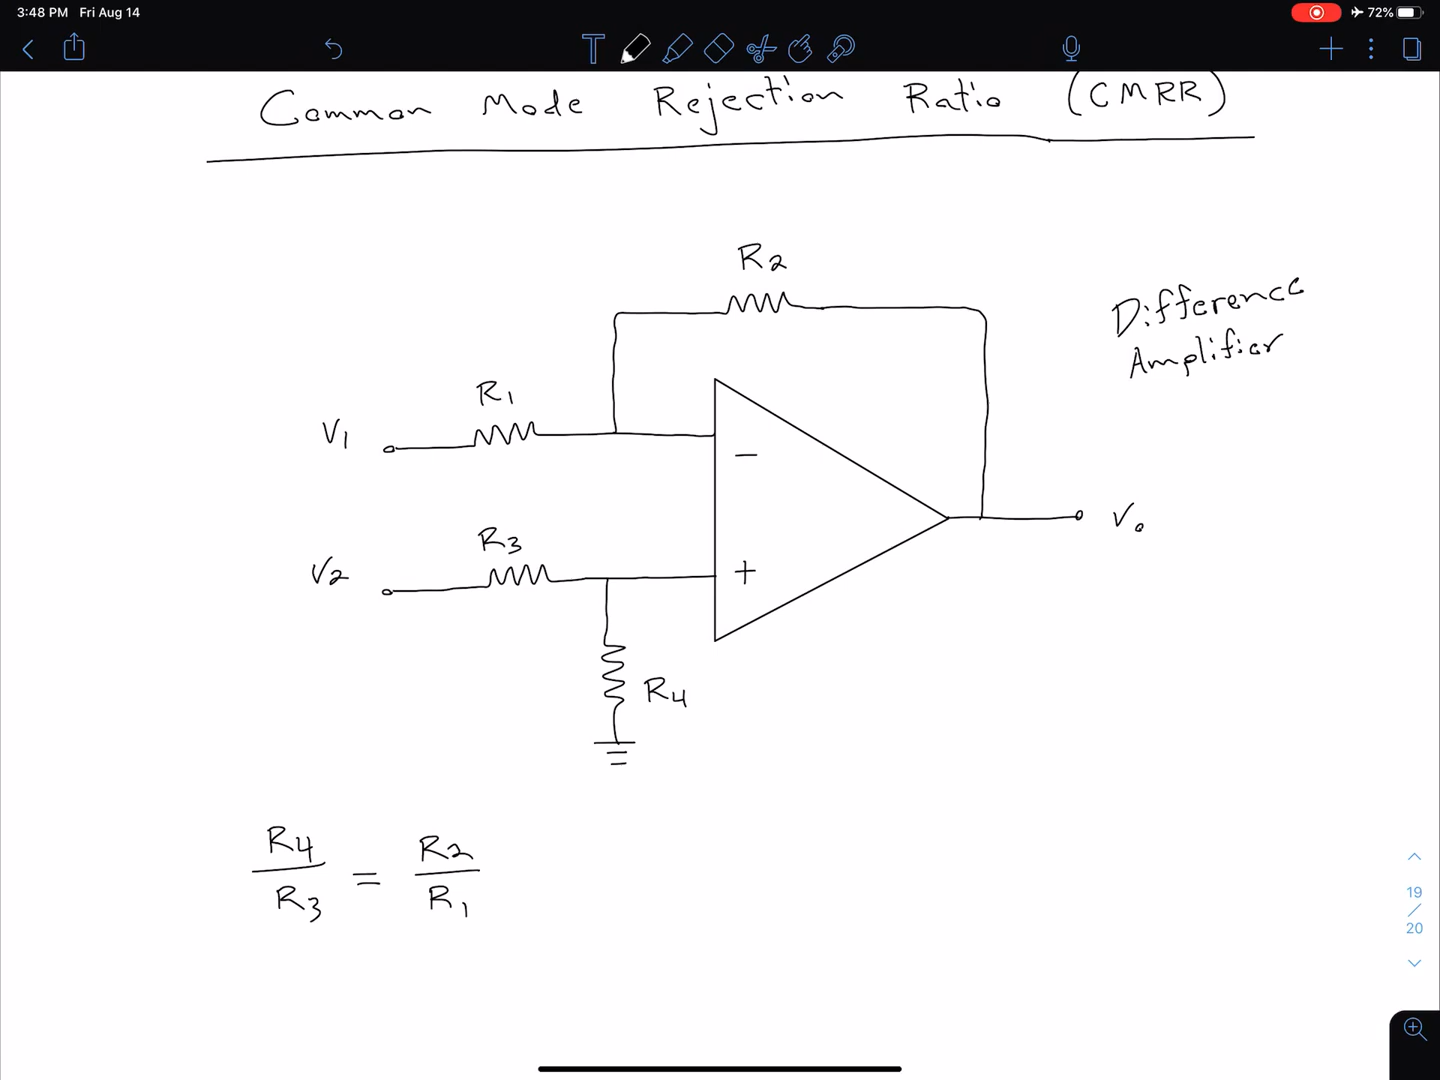 3:48 PM Fri Aug 14 72%
Common Mode Rejection Ratio (CMRR)
R2
Difference
Amplifier
R1
V1
−
R3
V2
+
Vo
R4
R4/R3 = R2/R1
19
/
20